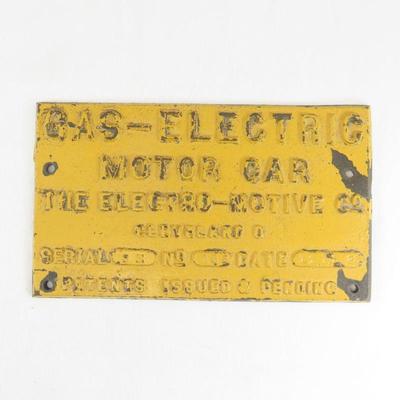 GAS-ELECTRIC
MOTOR CAR
THE ELECTRO-MOTIVE CO
CLEVELAND O
SERIAL NO DATE
PATENTS ISSUED & PENDING